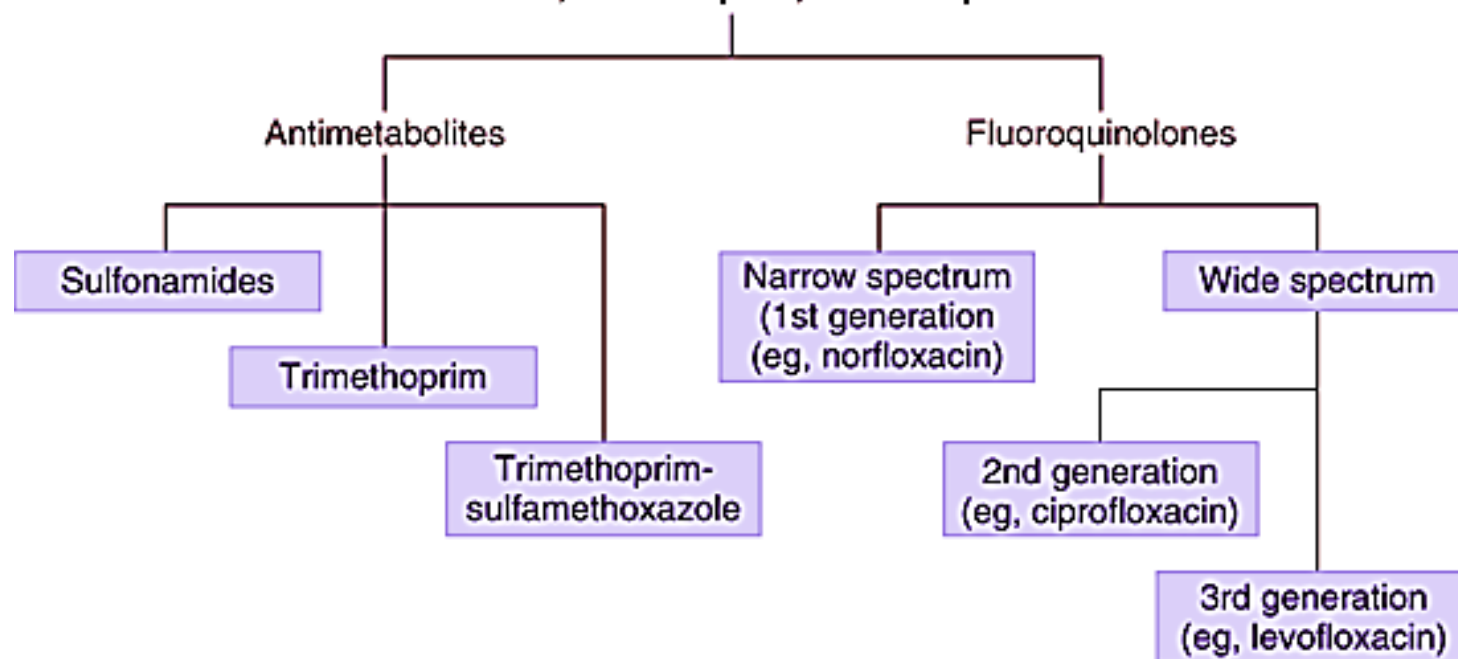 Antimetabolites
Fluoroquinolones
Sulfonamides
Narrow spectrum
(1st generation
(eg, norfloxacin)
Wide spectrum
Trimethoprim
Trimethoprim-
sulfamethoxazole
2nd generation
(eg, ciprofloxacin)
3rd generation
(eg, levofloxacin)